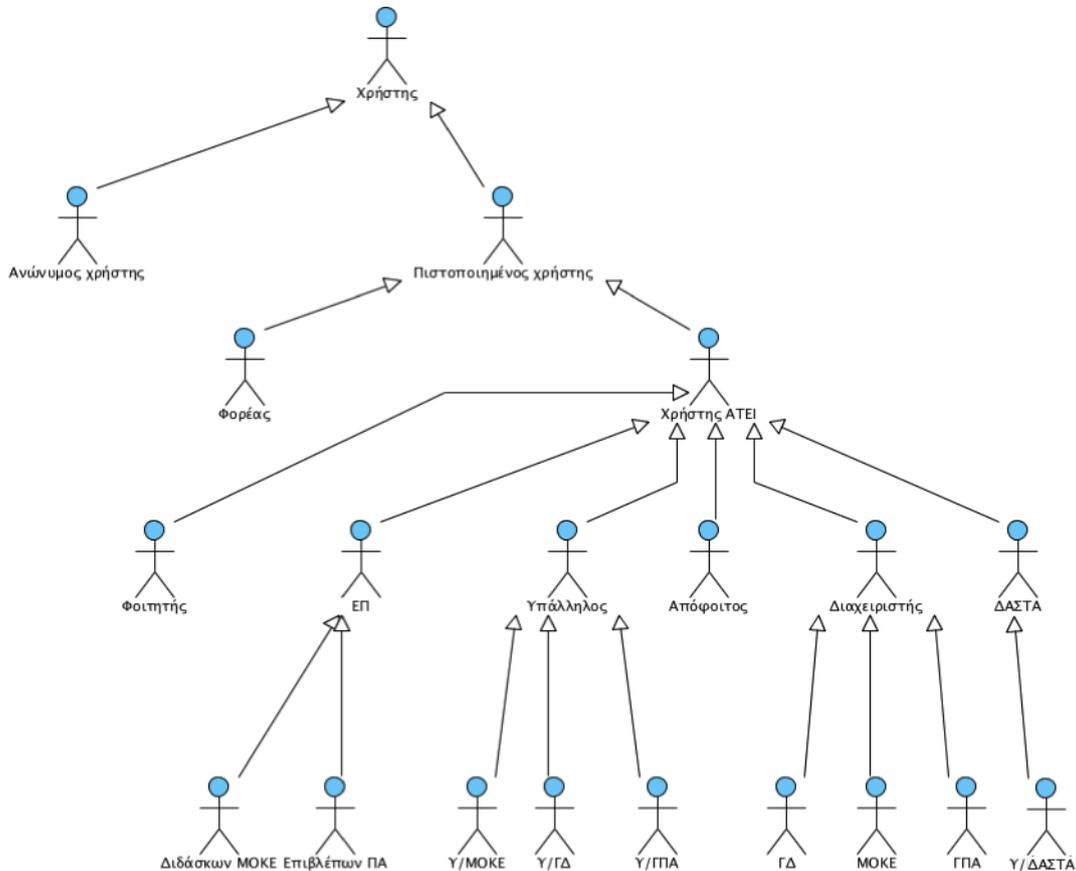 Χρήστης
Ανώνυμος χρήστης
Πιστοποιημένος χρήστης
Φορέας
Χρήστης ΑΤΕΙ
Φοιτητής
ΕΠ
Υπάλληλος
Απόφοιτος
Διαχειριστής
ΔΑΣΤΑ
Διδάσκων ΜΟΚΕ
Επιβλέπων ΠΑ
Υ/ΜΟΚΕ
Υ/ΓΔ
Υ/ΓΠΑ
ΓΔ
ΜΟΚΕ
ΓΠΑ
Υ/ΔΑΣΤΑ